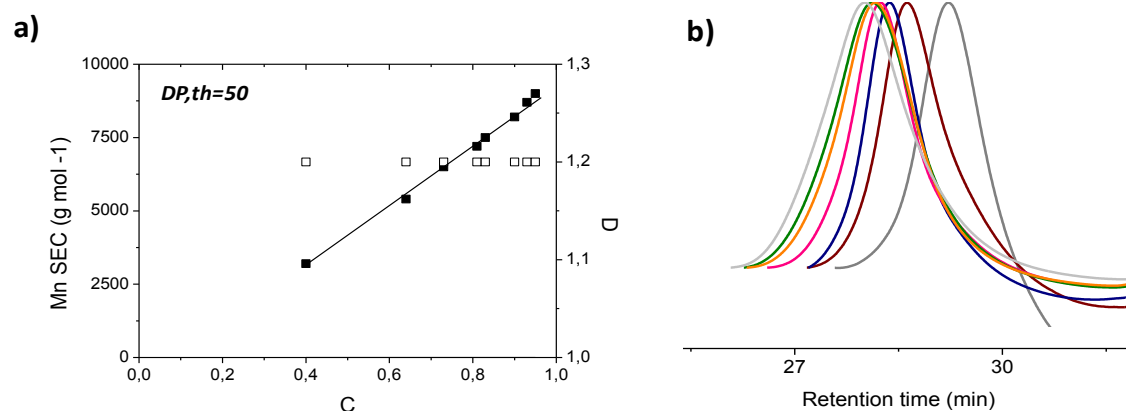 a)
DP,th=50
10000
7500
5000
2500
0
Mn SEC (g mol -1)
0,0 0,2 0,4 0,6 0,8 1,0
C
1,3
1,2
1,1
1,0
D
b)
27 30
Retention time (min)